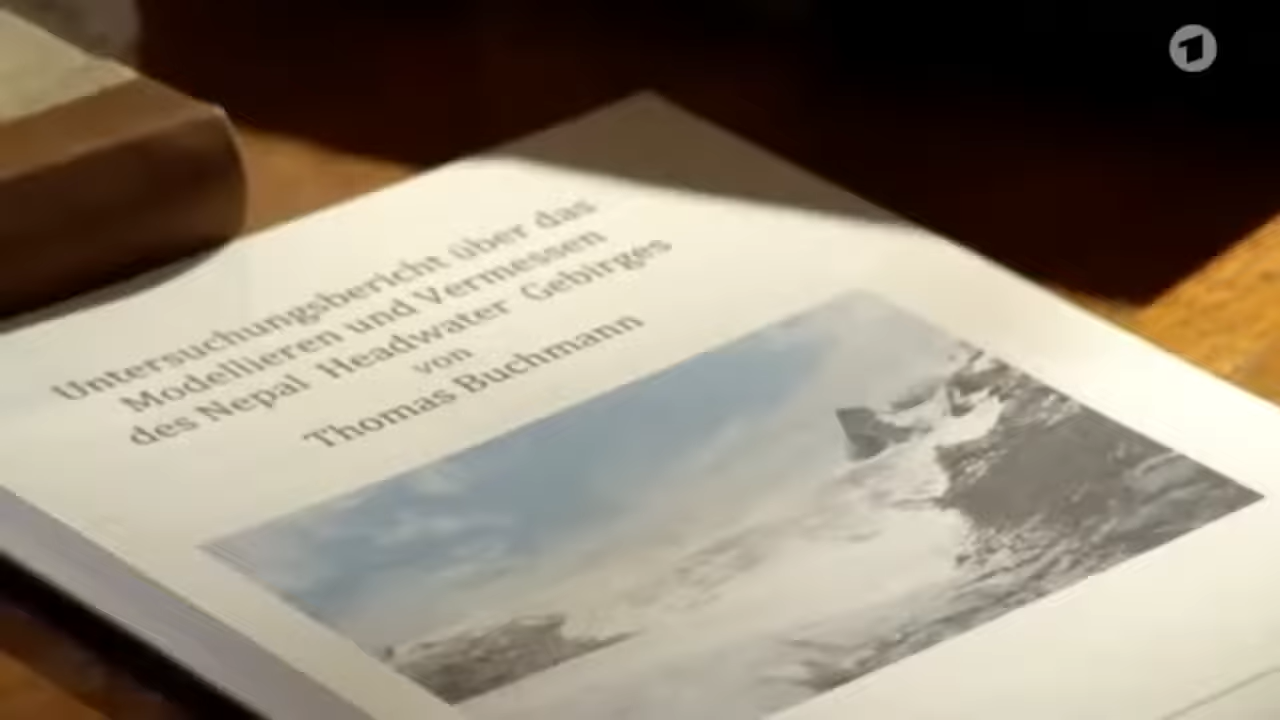 Untersuchungsbericht über das
Modellieren und Vermessen
des Nepal Headwater Gebirges
von
Thomas Buchmann